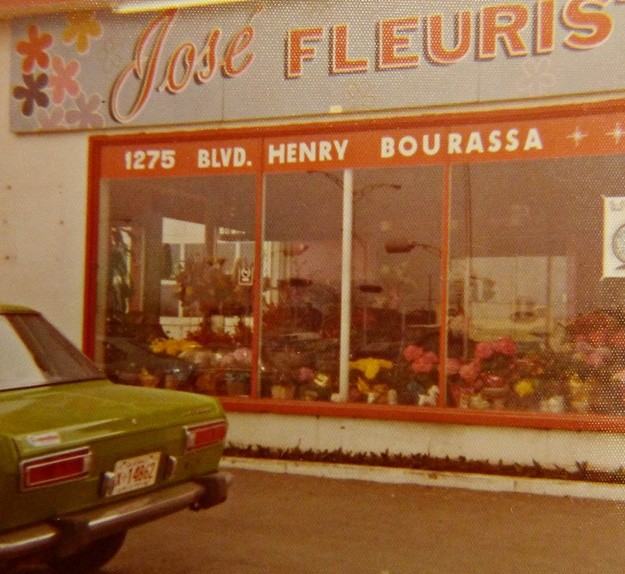 José FLEURIS
1275 BLVD. HENRY BOURASSA